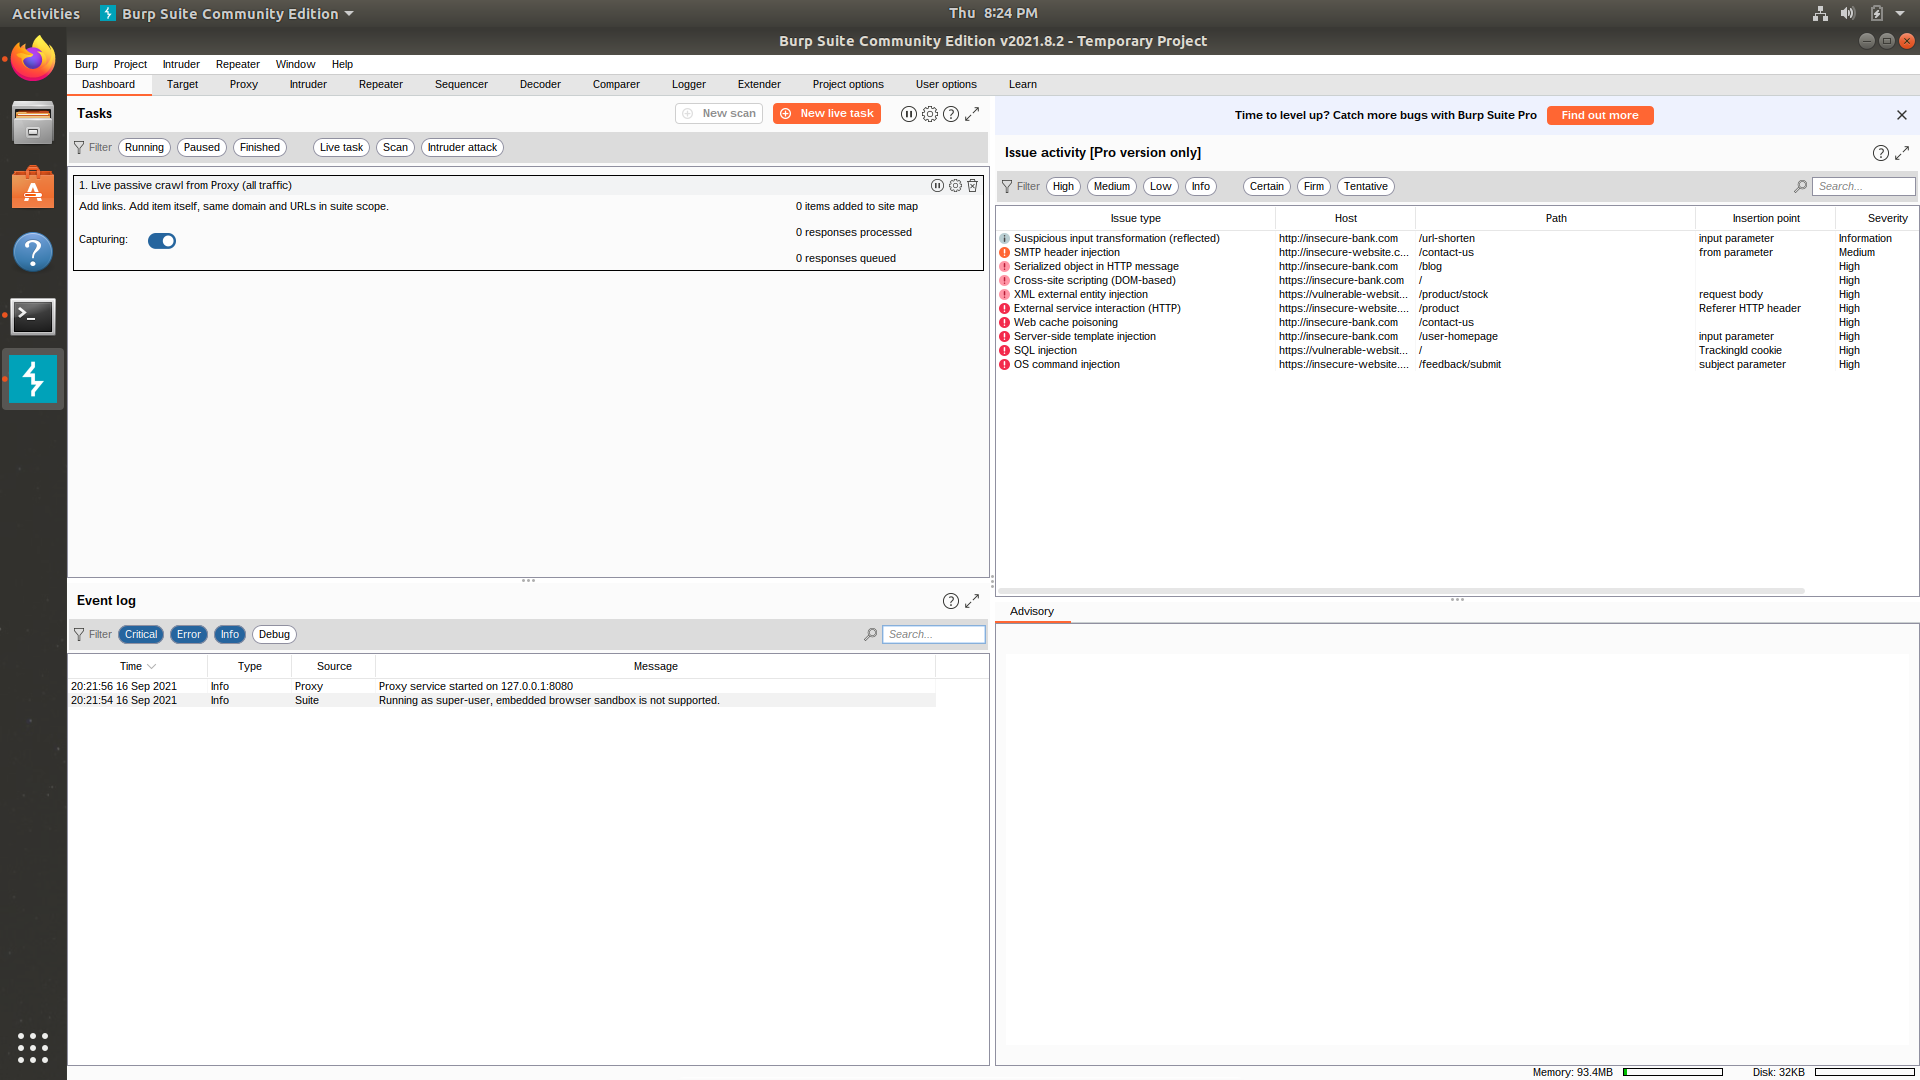 Activities Burp Suite Community Edition Thu 8:24 PM
Burp Suite Community Edition v2021.8.2 - Temporary Project
Burp Project Intruder Repeater Window Help
Dashboard Target Proxy Intruder Repeater Sequencer Decoder Comparer Logger Extender Project options User options Learn
Tasks New scan New live task
Filter Running Paused Finished Live task Scan Intruder attack
1. Live passive crawl from Proxy (all traffic)
Add links. Add item itself, same domain and URLs in suite scope. 0 items added to site map
Capturing: 0 responses processed
0 responses queued
Event log
Filter Critical Error Info Debug Search...
Time Type Source Message
20:21:56 16 Sep 2021 Info Proxy Proxy service started on 127.0.0.1:8080
20:21:54 16 Sep 2021 Info Suite Running as super-user, embedded browser sandbox is not supported.
Time to level up? Catch more bugs with Burp Suite Pro Find out more
Issue activity [Pro version only]
Filter High Medium Low Info Certain Firm Tentative Search...
Issue type Host Path Insertion point Severity
Suspicious input transformation (reflected) http://insecure-bank.com /url-shorten input parameter Information
SMTP header injection http://insecure-website.c... /contact-us from parameter Medium
Serialized object in HTTP message http://insecure-bank.com /blog High
Cross-site scripting (DOM-based) https://insecure-bank.com / High
XML external entity injection https://vulnerable-websit... /product/stock request body High
External service interaction (HTTP) https://insecure-website.... /product Referer HTTP header High
Web cache poisoning http://insecure-bank.com /contact-us High
Server-side template injection http://insecure-bank.com /user-homepage input parameter High
SQL injection https://vulnerable-websit... / TrackingId cookie High
OS command injection https://insecure-website.... /feedback/submit subject parameter High
Advisory
Memory: 93.4MB Disk: 32KB